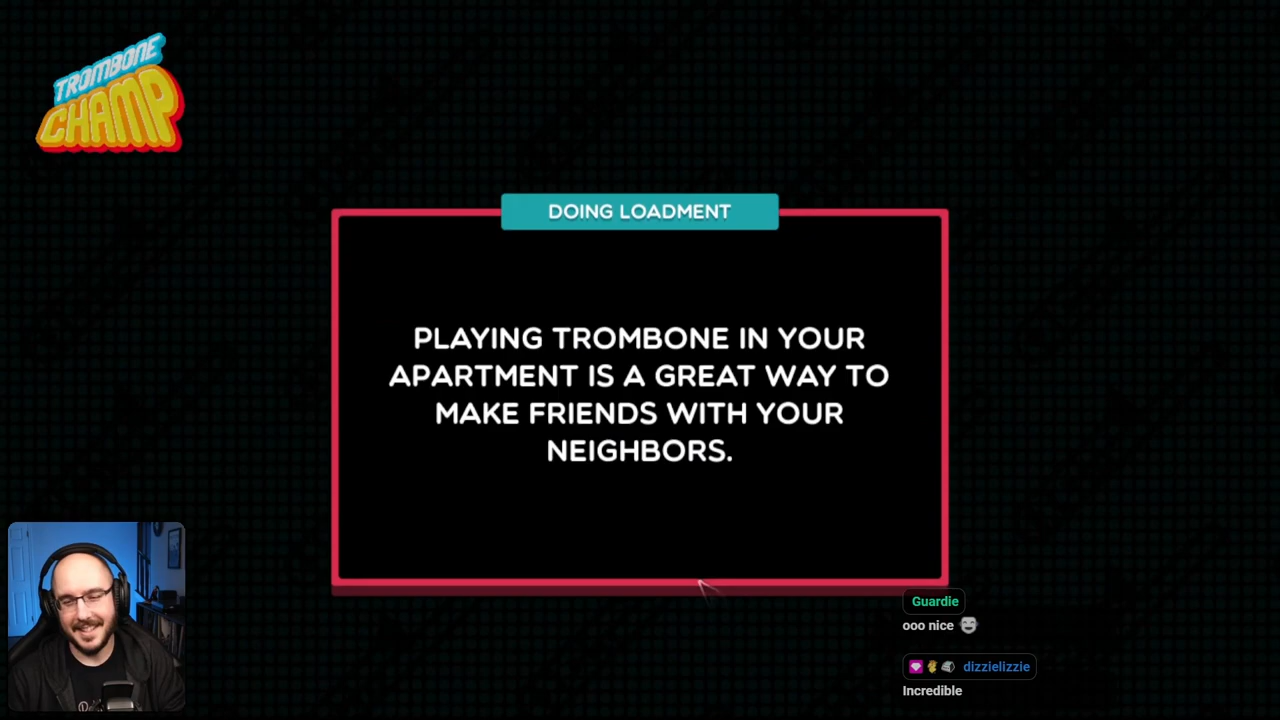 TROMBONE
CHAMP
DOING LOADMENT
PLAYING TROMBONE IN YOUR
APARTMENT IS A GREAT WAY TO
MAKE FRIENDS WITH YOUR
NEIGHBORS.
Guardie
ooo nice
dizzielizzie
Incredible